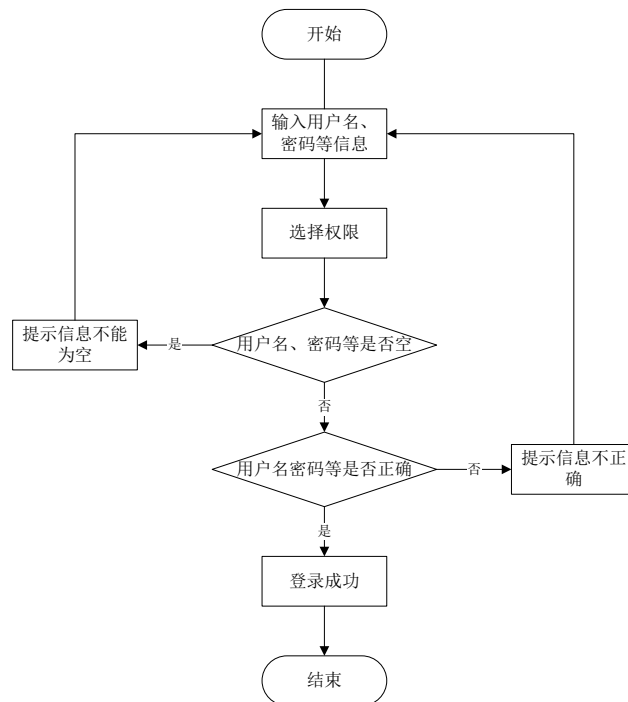 开始
输入用户名、
密码等信息
选择权限
用户名、密码等是否空
是
提示信息不能
为空
否
用户名密码等是否正确
否
提示信息不正
确
是
登录成功
结束